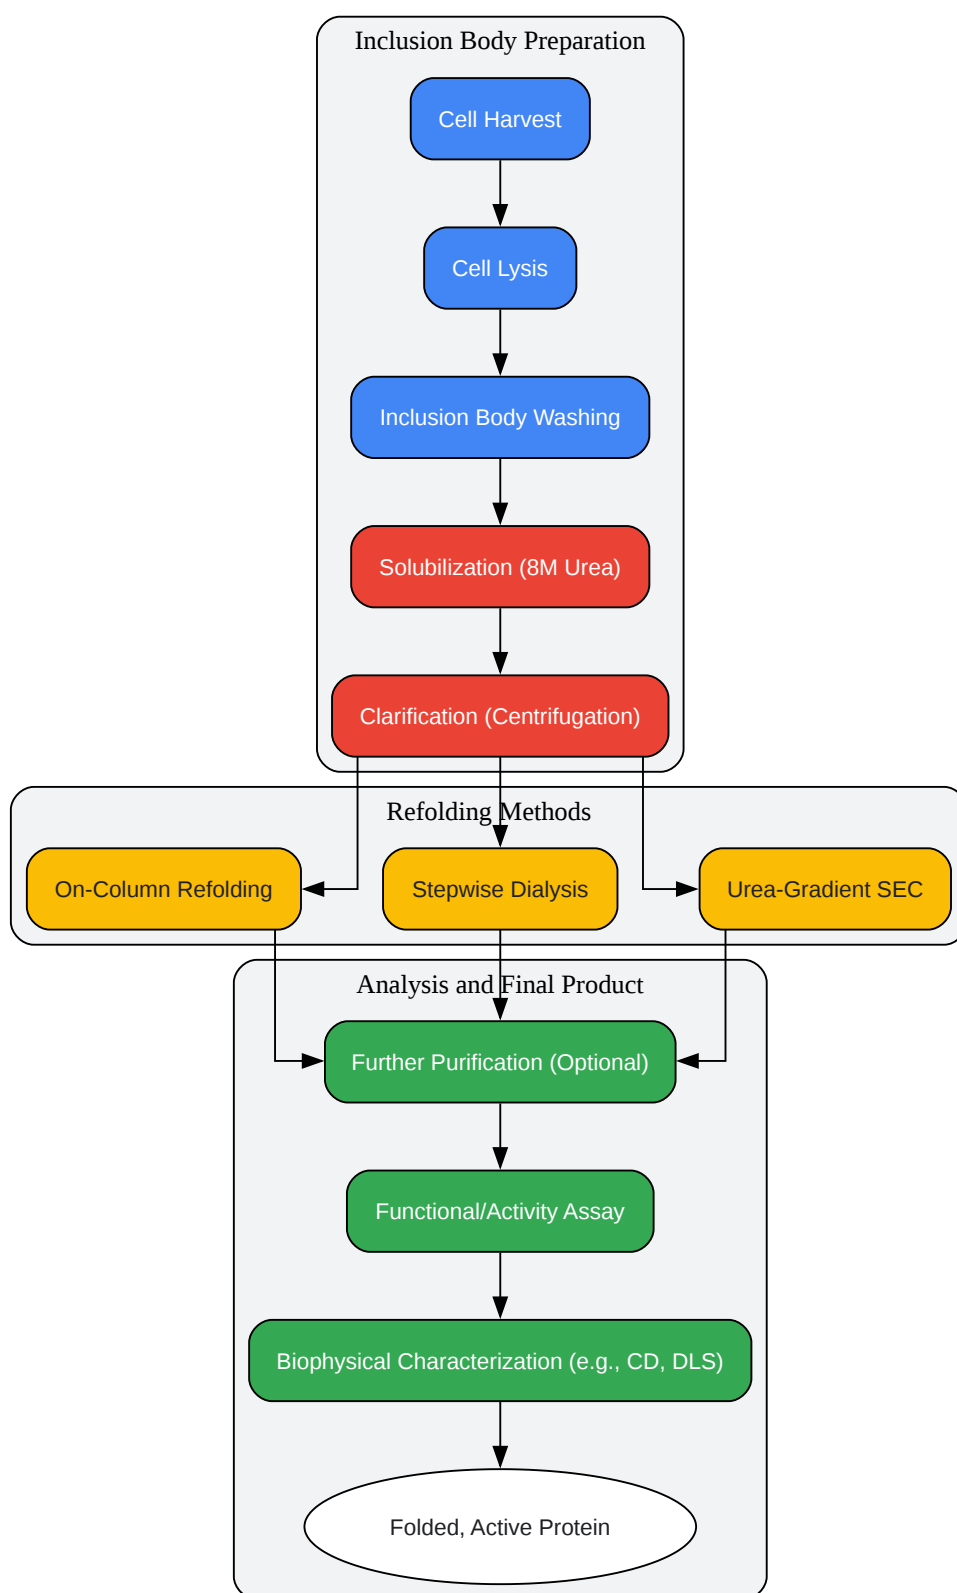 Inclusion Body Preparation
Cell Harvest
Cell Lysis
Inclusion Body Washing
Solubilization (8M Urea)
Clarification (Centrifugation)
Refolding Methods
On-Column Refolding
Stepwise Dialysis
Urea-Gradient SEC
Analysis and Final Product
Further Purification (Optional)
Functional/Activity Assay
Biophysical Characterization (e.g., CD, DLS)
Folded, Active Protein